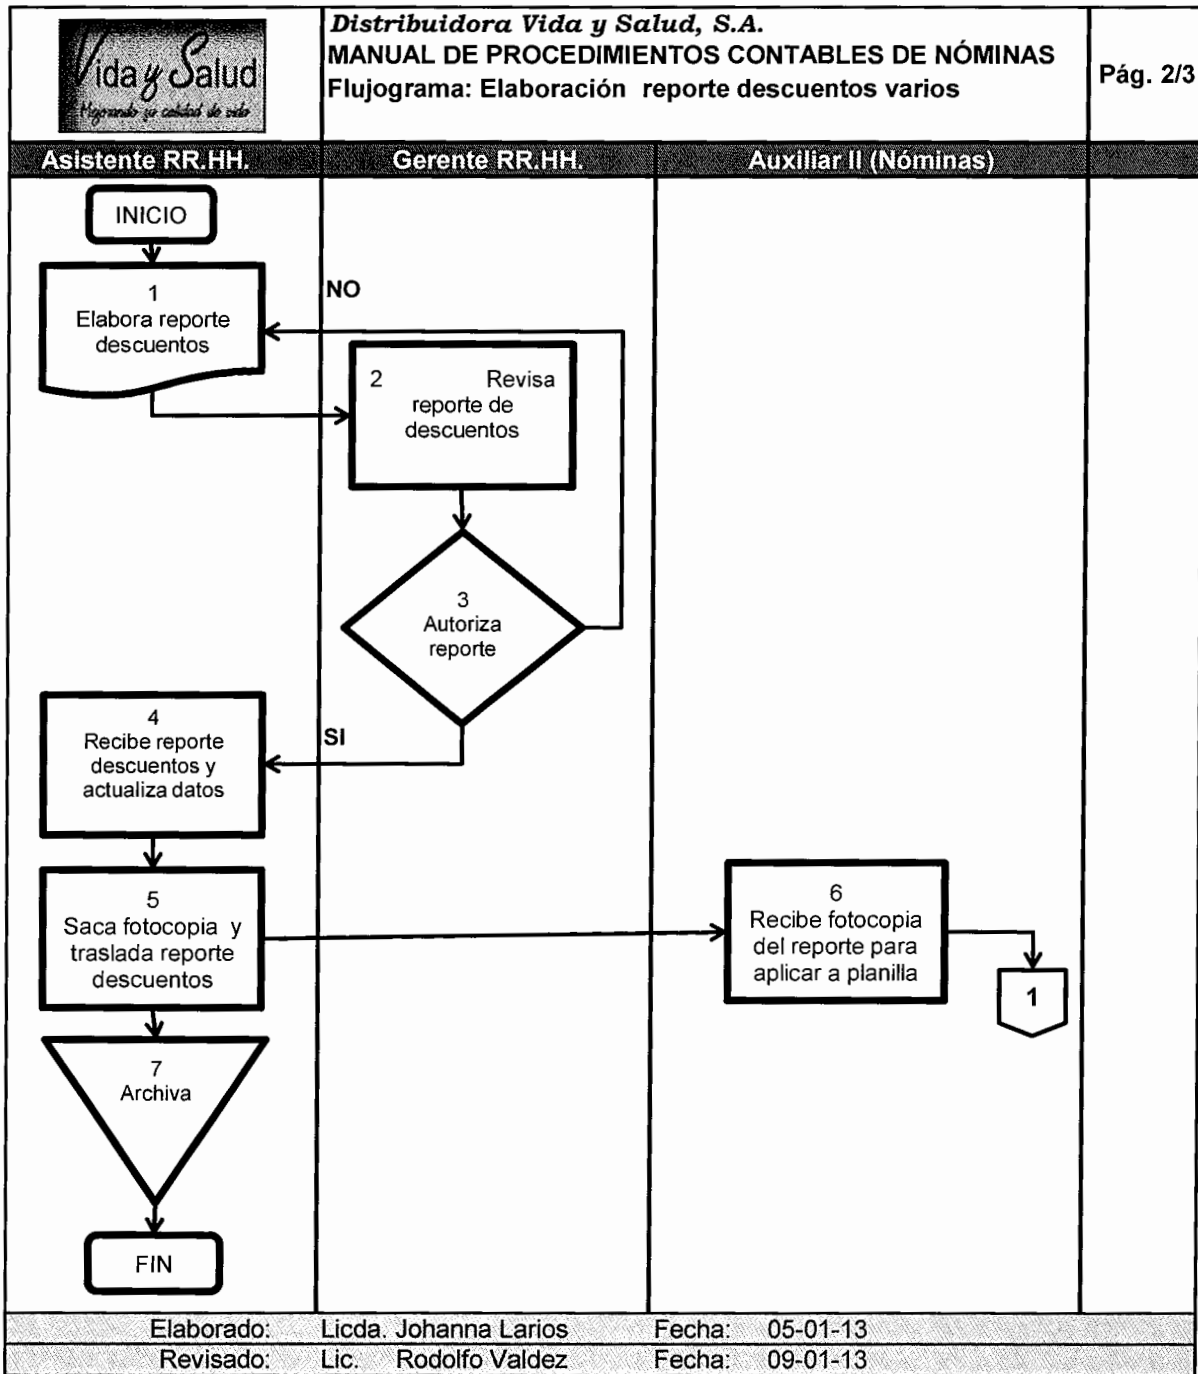 Vida y Salud
Mejorando su calidad de vida
Distribuidora Vida y Salud, S.A.
MANUAL DE PROCEDIMIENTOS CONTABLES DE NÓMINAS
Flujograma: Elaboración reporte descuentos varios
Pág. 2/3
Asistente RR.HH.
Gerente RR.HH.
Auxiliar II (Nóminas)
INICIO
1
Elabora reporte
descuentos
NO
2 Revisa
reporte de
descuentos
3
Autoriza
reporte
4
Recibe reporte
descuentos y
actualiza datos
SI
5
Saca fotocopia y
traslada reporte
descuentos
6
Recibe fotocopia
del reporte para
aplicar a planilla
1
7
Archiva
FIN
Elaborado: Licda. Johanna Larios Fecha: 05-01-13
Revisado: Lic. Rodolfo Valdez Fecha: 09-01-13